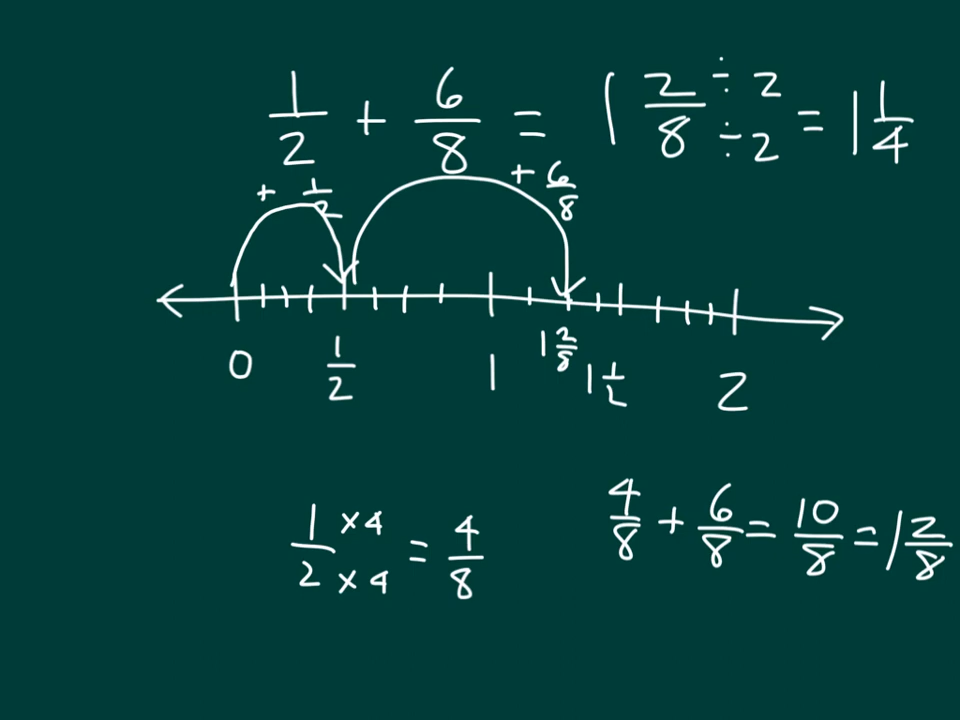 1/2 + 6/8 = 1 2/8 ÷ 2 ÷ 2 = 1 1/4
+ 1/2 + 6/8
0 1/2 1 1 2/8 1 1/2 2
1/2 × 4 × 4 = 4/8
4/8 + 6/8 = 10/8 = 1 2/8